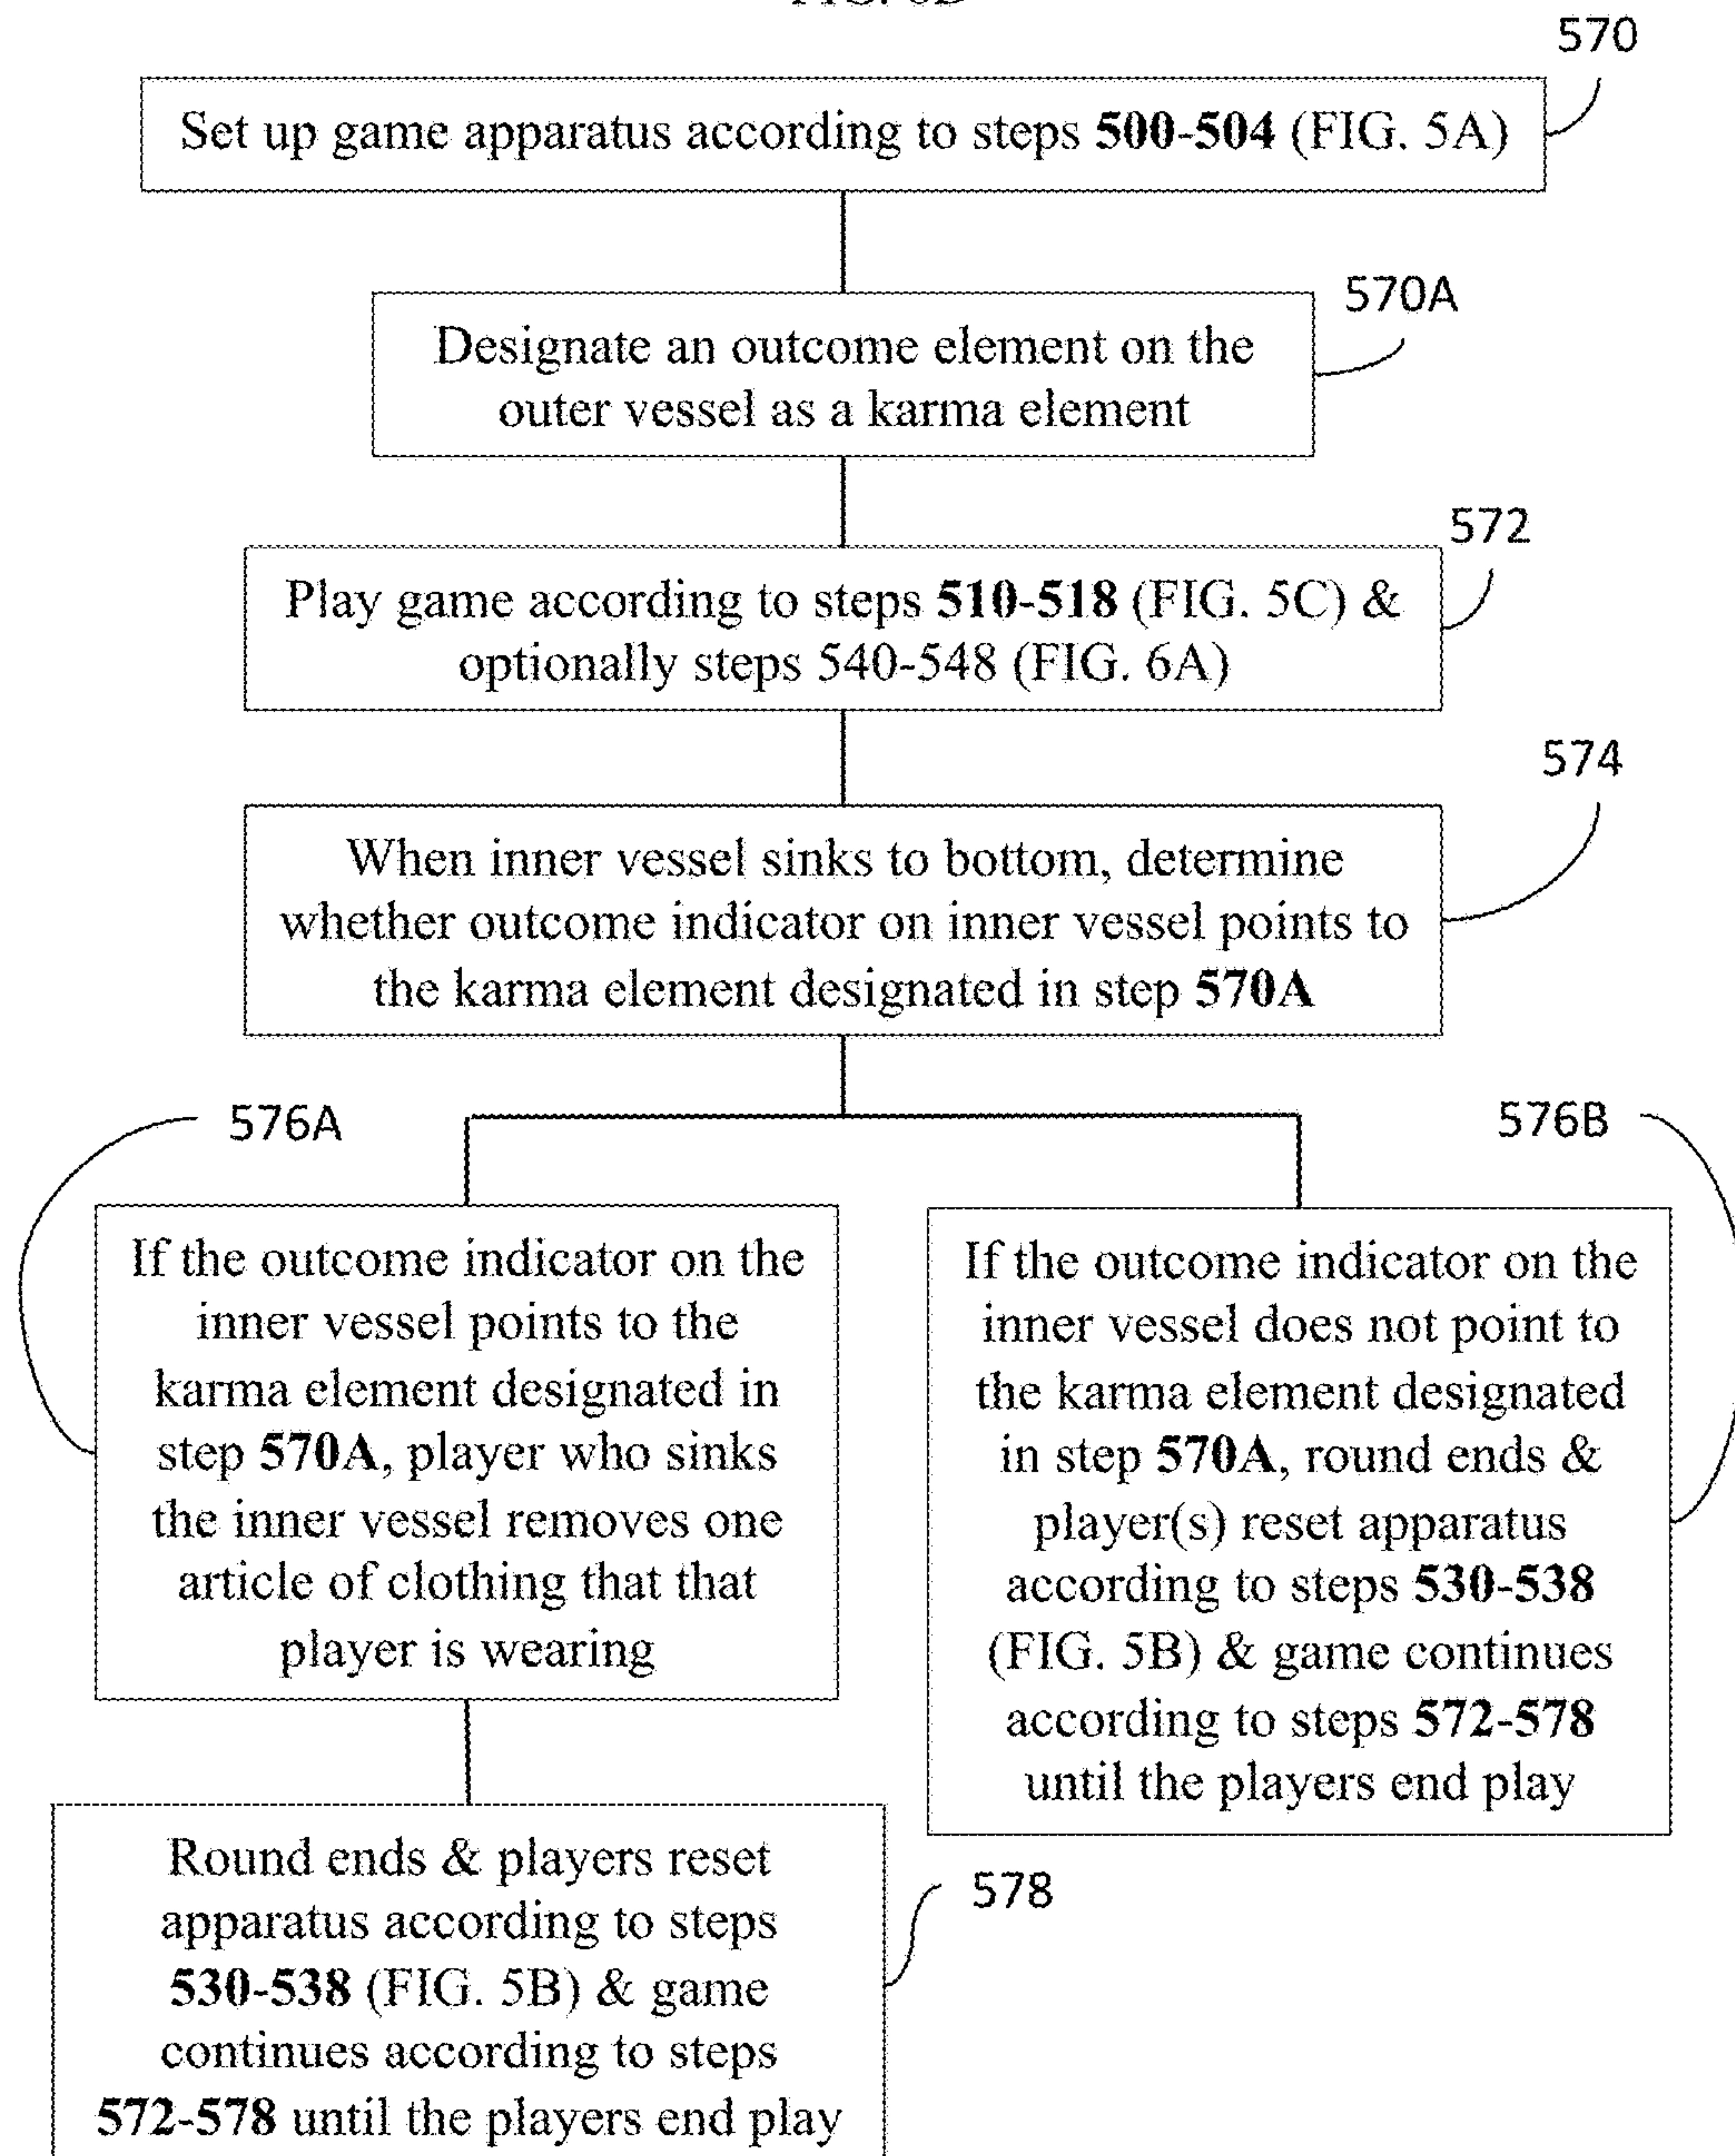 570
Set up game apparatus according to steps 500-504 (FIG. 5A)
570A
Designate an outcome element on the
outer vessel as a karma element
572
Play game according to steps 510-518 (FIG. 5C) &
optionally steps 540-548 (FIG. 6A)
574
When inner vessel sinks to bottom, determine
whether outcome indicator on inner vessel points to
the karma element designated in step 570A
576A
If the outcome indicator on the
inner vessel points to the
karma element designated in
step 570A, player who sinks
the inner vessel removes one
article of clothing that that
player is wearing
576B
If the outcome indicator on the
inner vessel does not point to
the karma element designated
in step 570A, round ends &
player(s) reset apparatus
according to steps 530-538
(FIG. 5B) & game continues
according to steps 572-578
until the players end play
Round ends & players reset
apparatus according to steps
530-538 (FIG. 5B) & game
continues according to steps
572-578 until the players end play
578